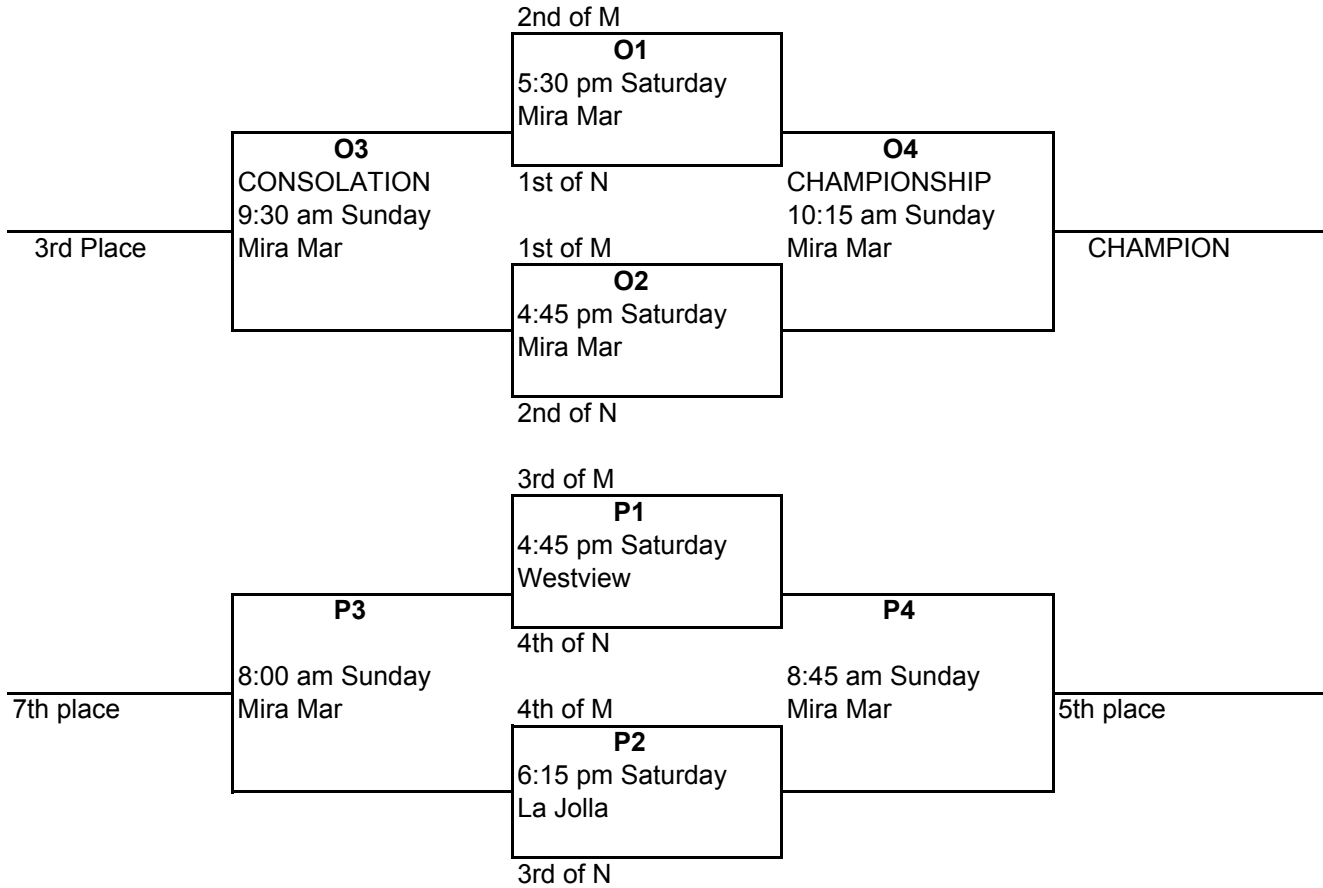 2nd of M
O1
5:30 pm Saturday
Mira Mar
1st of N
O3
CONSOLATION
9:30 am Sunday
Mira Mar
3rd Place
O4
CHAMPIONSHIP
10:15 am Sunday
Mira Mar
CHAMPION
1st of M
O2
4:45 pm Saturday
Mira Mar
2nd of N
3rd of M
P1
4:45 pm Saturday
Westview
4th of N
P3
8:00 am Sunday
Mira Mar
7th place
P4
8:45 am Sunday
Mira Mar
5th place
4th of M
P2
6:15 pm Saturday
La Jolla
3rd of N